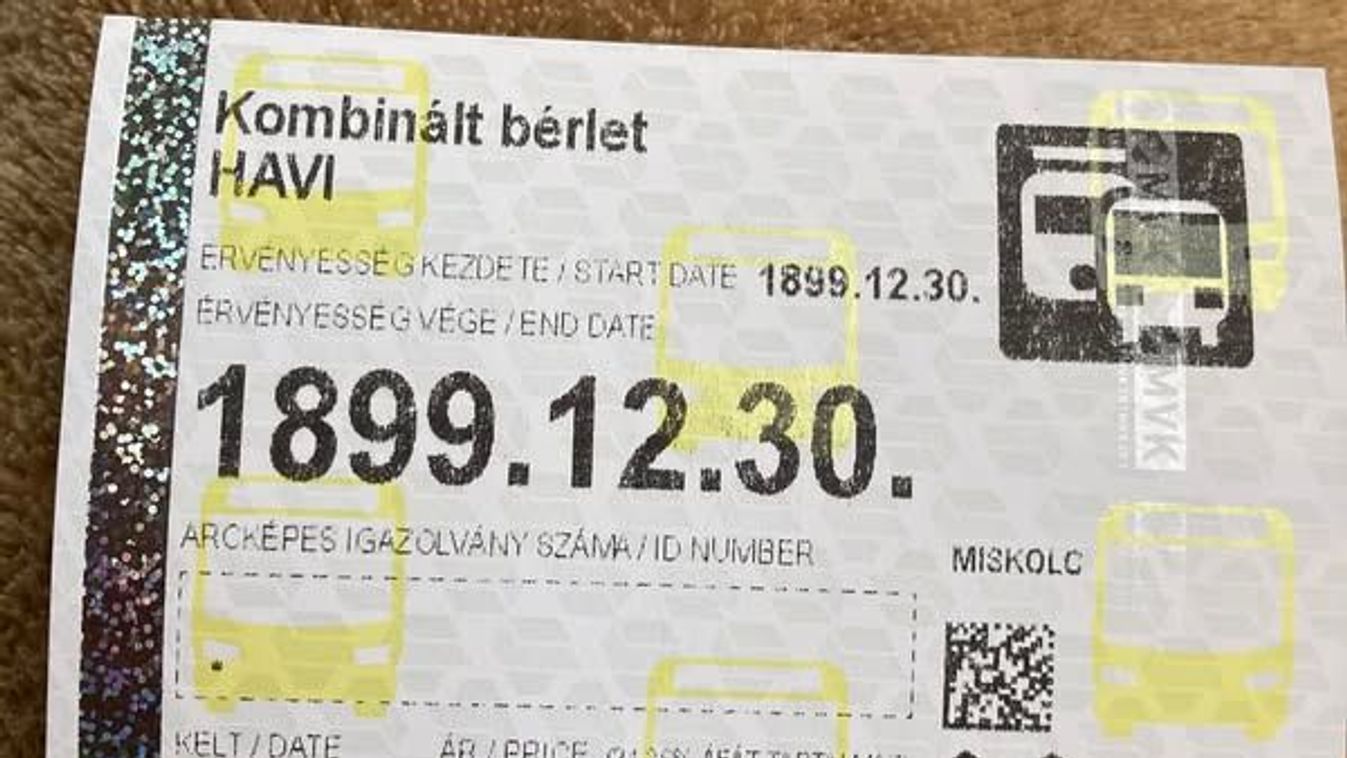 Kombinált bérlet
HAVI
ÉRVÉNYESSÉG KEZDETE / START DATE 1899.12.30.
ÉRVÉNYESSÉG VÉGE / END DATE
1899.12.30.
ARCKÉPES IGAZOLVÁNY SZÁMA / ID NUMBER
MISKOLC
MVK
KELT / DATE
ÁR / PRICE